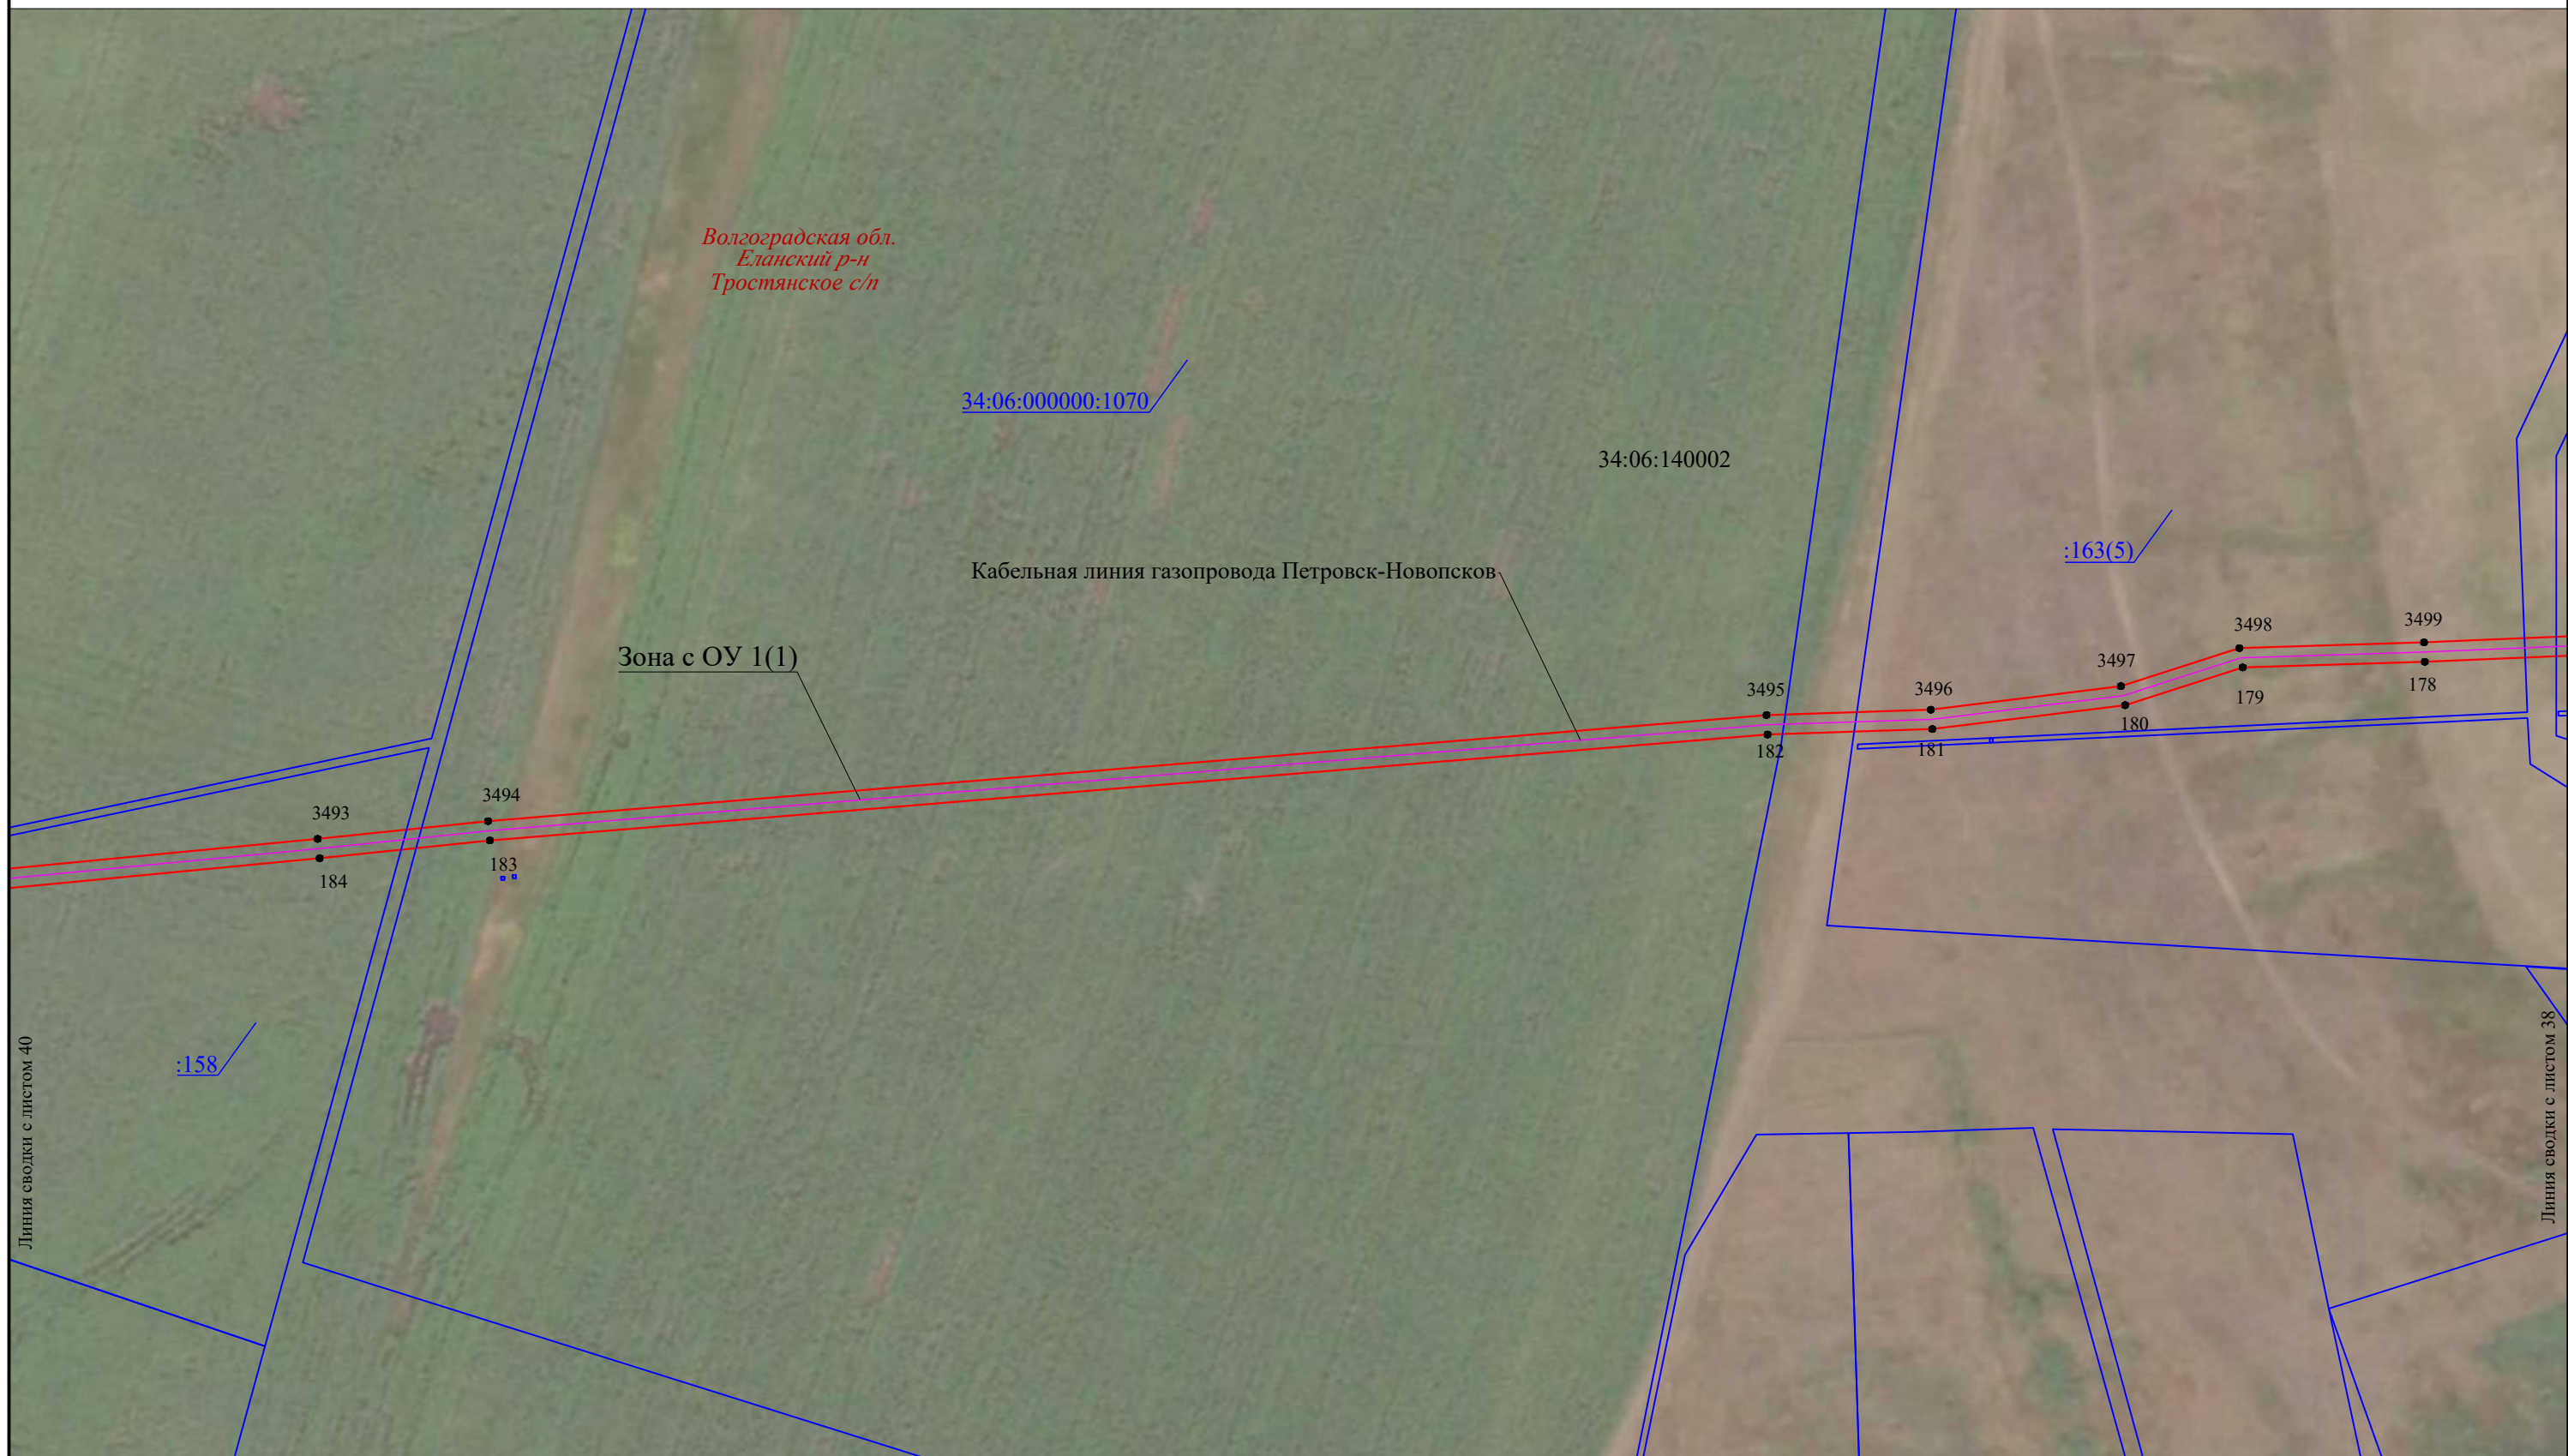 Волгоградская обл.
Еланский р-н
Тростянское с/п
34:06:000000:1070
34:06:140002
:163(5)
Кабельная линия газопровода Петровск-Новопсков
Зона с ОУ 1(1)
3493
3494
3495
3496
3497
3498
3499
184
183
182
181
180
179
178
:158
Линия сводки с листом 40
Линия сводки с листом 38